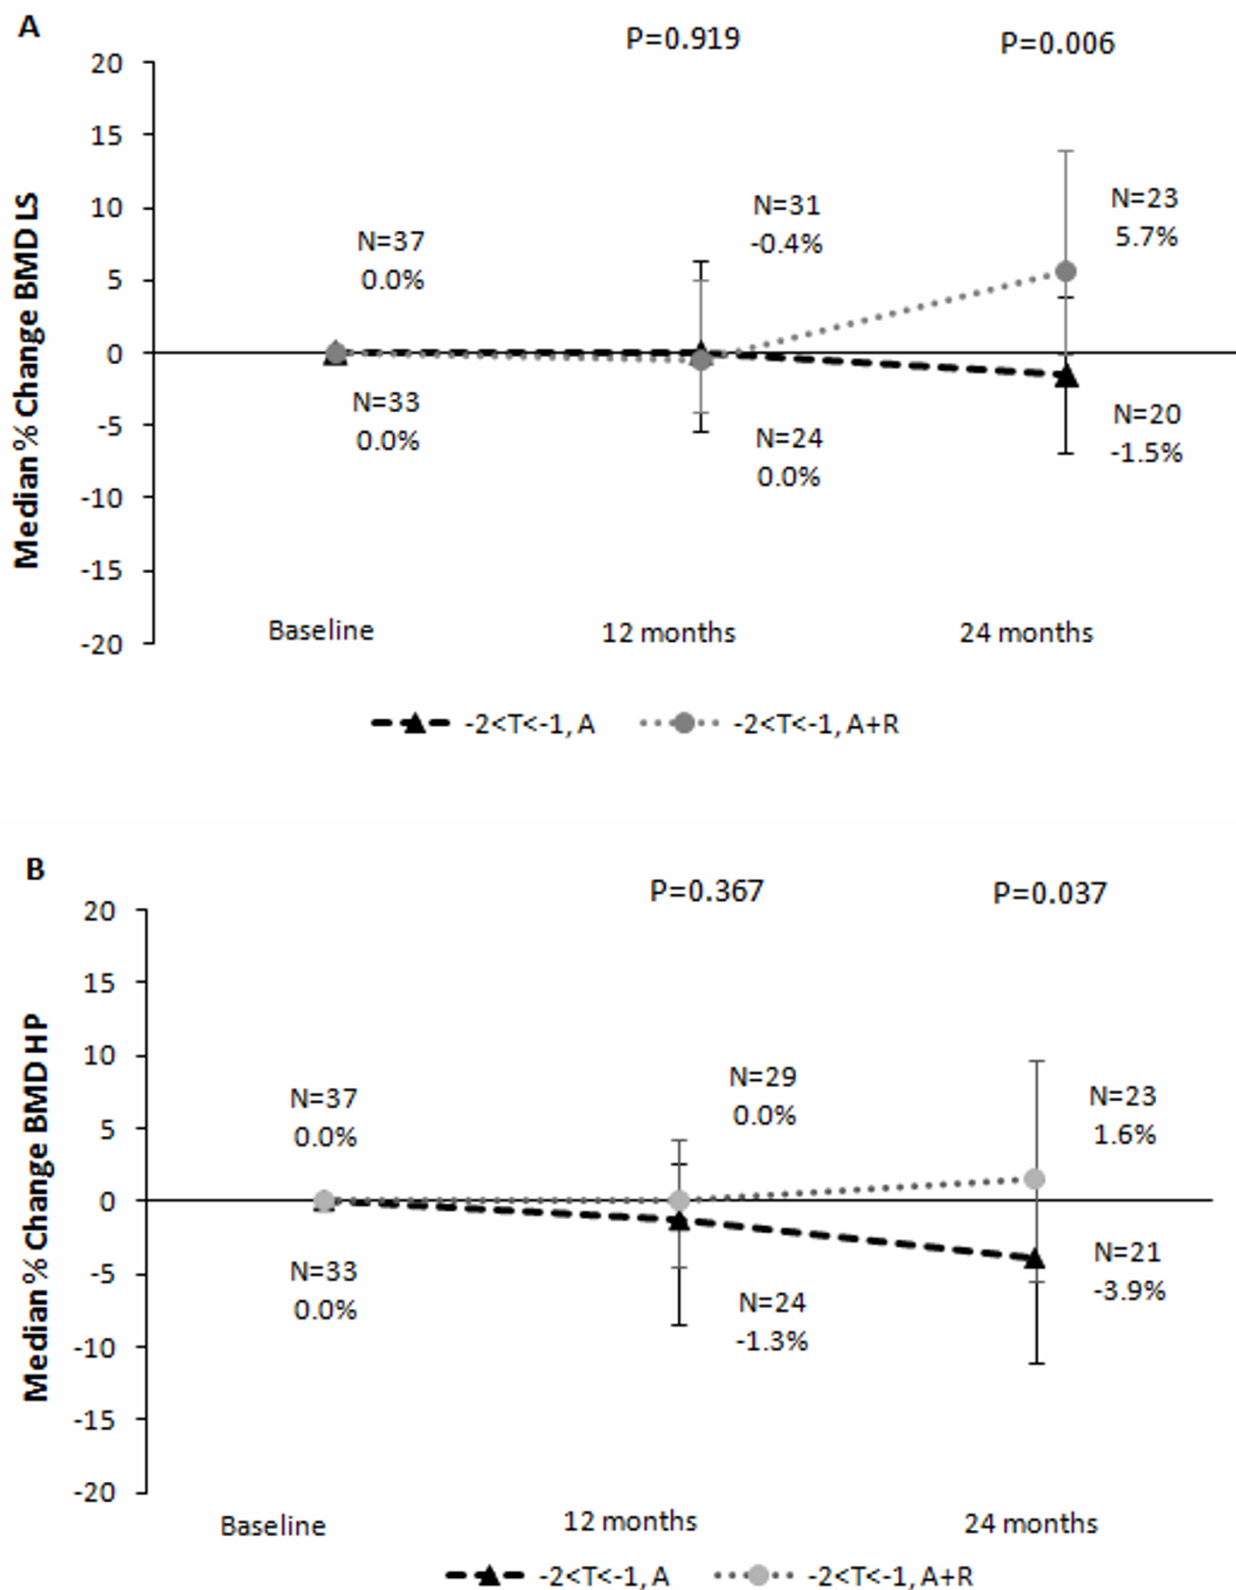 A
P=0.919
P=0.006
20
15
10
5
0
-5
-10
-15
-20
Median % Change BMD LS
N=37
0.0%
N=33
0.0%
N=31
-0.4%
N=24
0.0%
N=23
5.7%
N=20
-1.5%
Baseline
12 months
24 months
-2<T<-1, A
-2<T<-1, A+R
B
P=0.367
P=0.037
20
15
10
5
0
-5
-10
-15
-20
Median % Change BMD HP
N=37
0.0%
N=33
0.0%
N=29
0.0%
N=24
-1.3%
N=23
1.6%
N=21
-3.9%
Baseline
12 months
24 months
-2<T<-1, A
-2<T<-1, A+R